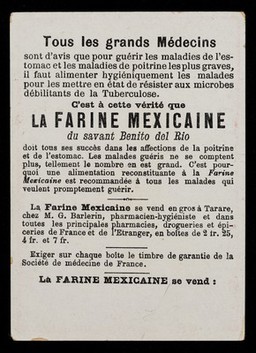 Tous les grands Médecins
sont d'avis que pour guérir les maladies de l'es-
tomac et les maladies de poitrine les plus graves,
il faut alimenter hygiéniquement les malades
pour les mettre en état de résister aux microbes
débilitants de la Tuberculose.
C'est à cette vérité que
LA FARINE MEXICAINE
du savant Benito del Rio
doit tous ses succès dans les affections de la poitrine
et de l'estomac. Les malades guéris ne se comptent
plus, tellement le nombre en est grand. C'est pour-
quoi une alimentation reconstituante à la Farine
Mexicaine est recommandée à tous les malades qui
veulent promptement guérir.
La Farine Mexicaine se vend en gros à Tarare,
chez M. G. Barlerin, pharmacien-hygiéniste et dans
toutes les principales pharmacies, drogueries et épi-
ceries de France et de l'Etranger, en boîtes de 2 fr. 25,
4 fr. et 7 fr.
Exiger sur chaque boîte le timbre de garantie de la
Société de médecine de France.
La FARINE MEXICAINE se vend :